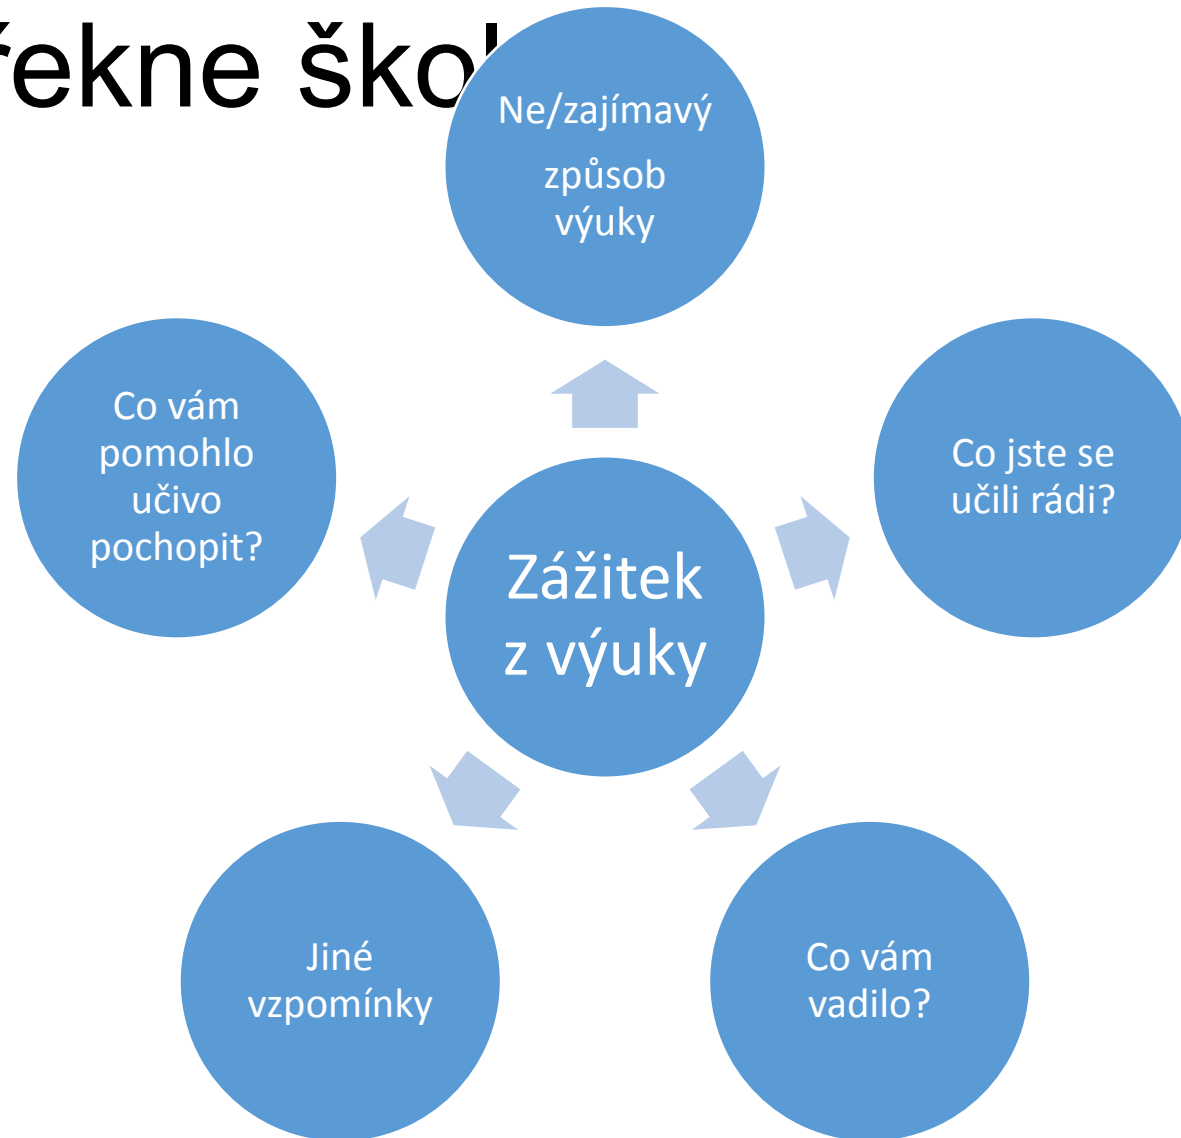 řekne
Ne/zajímavý
způsob
výuky
Co vám
pomohlo
učivo
pochopit?
Co jste se
učili rádi?
Zážitek
z výuky
Jiné
vzpomínky
Co vám
vadilo?